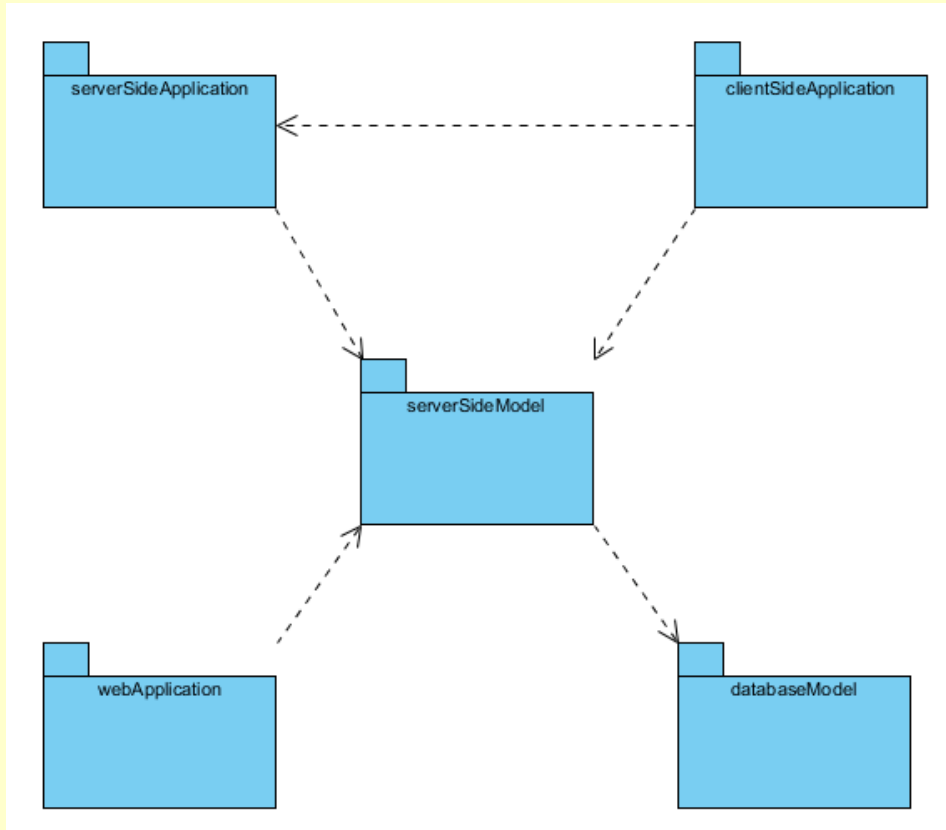 serverSideApplication
clientSideApplication
serverSideModel
webApplication
databaseModel